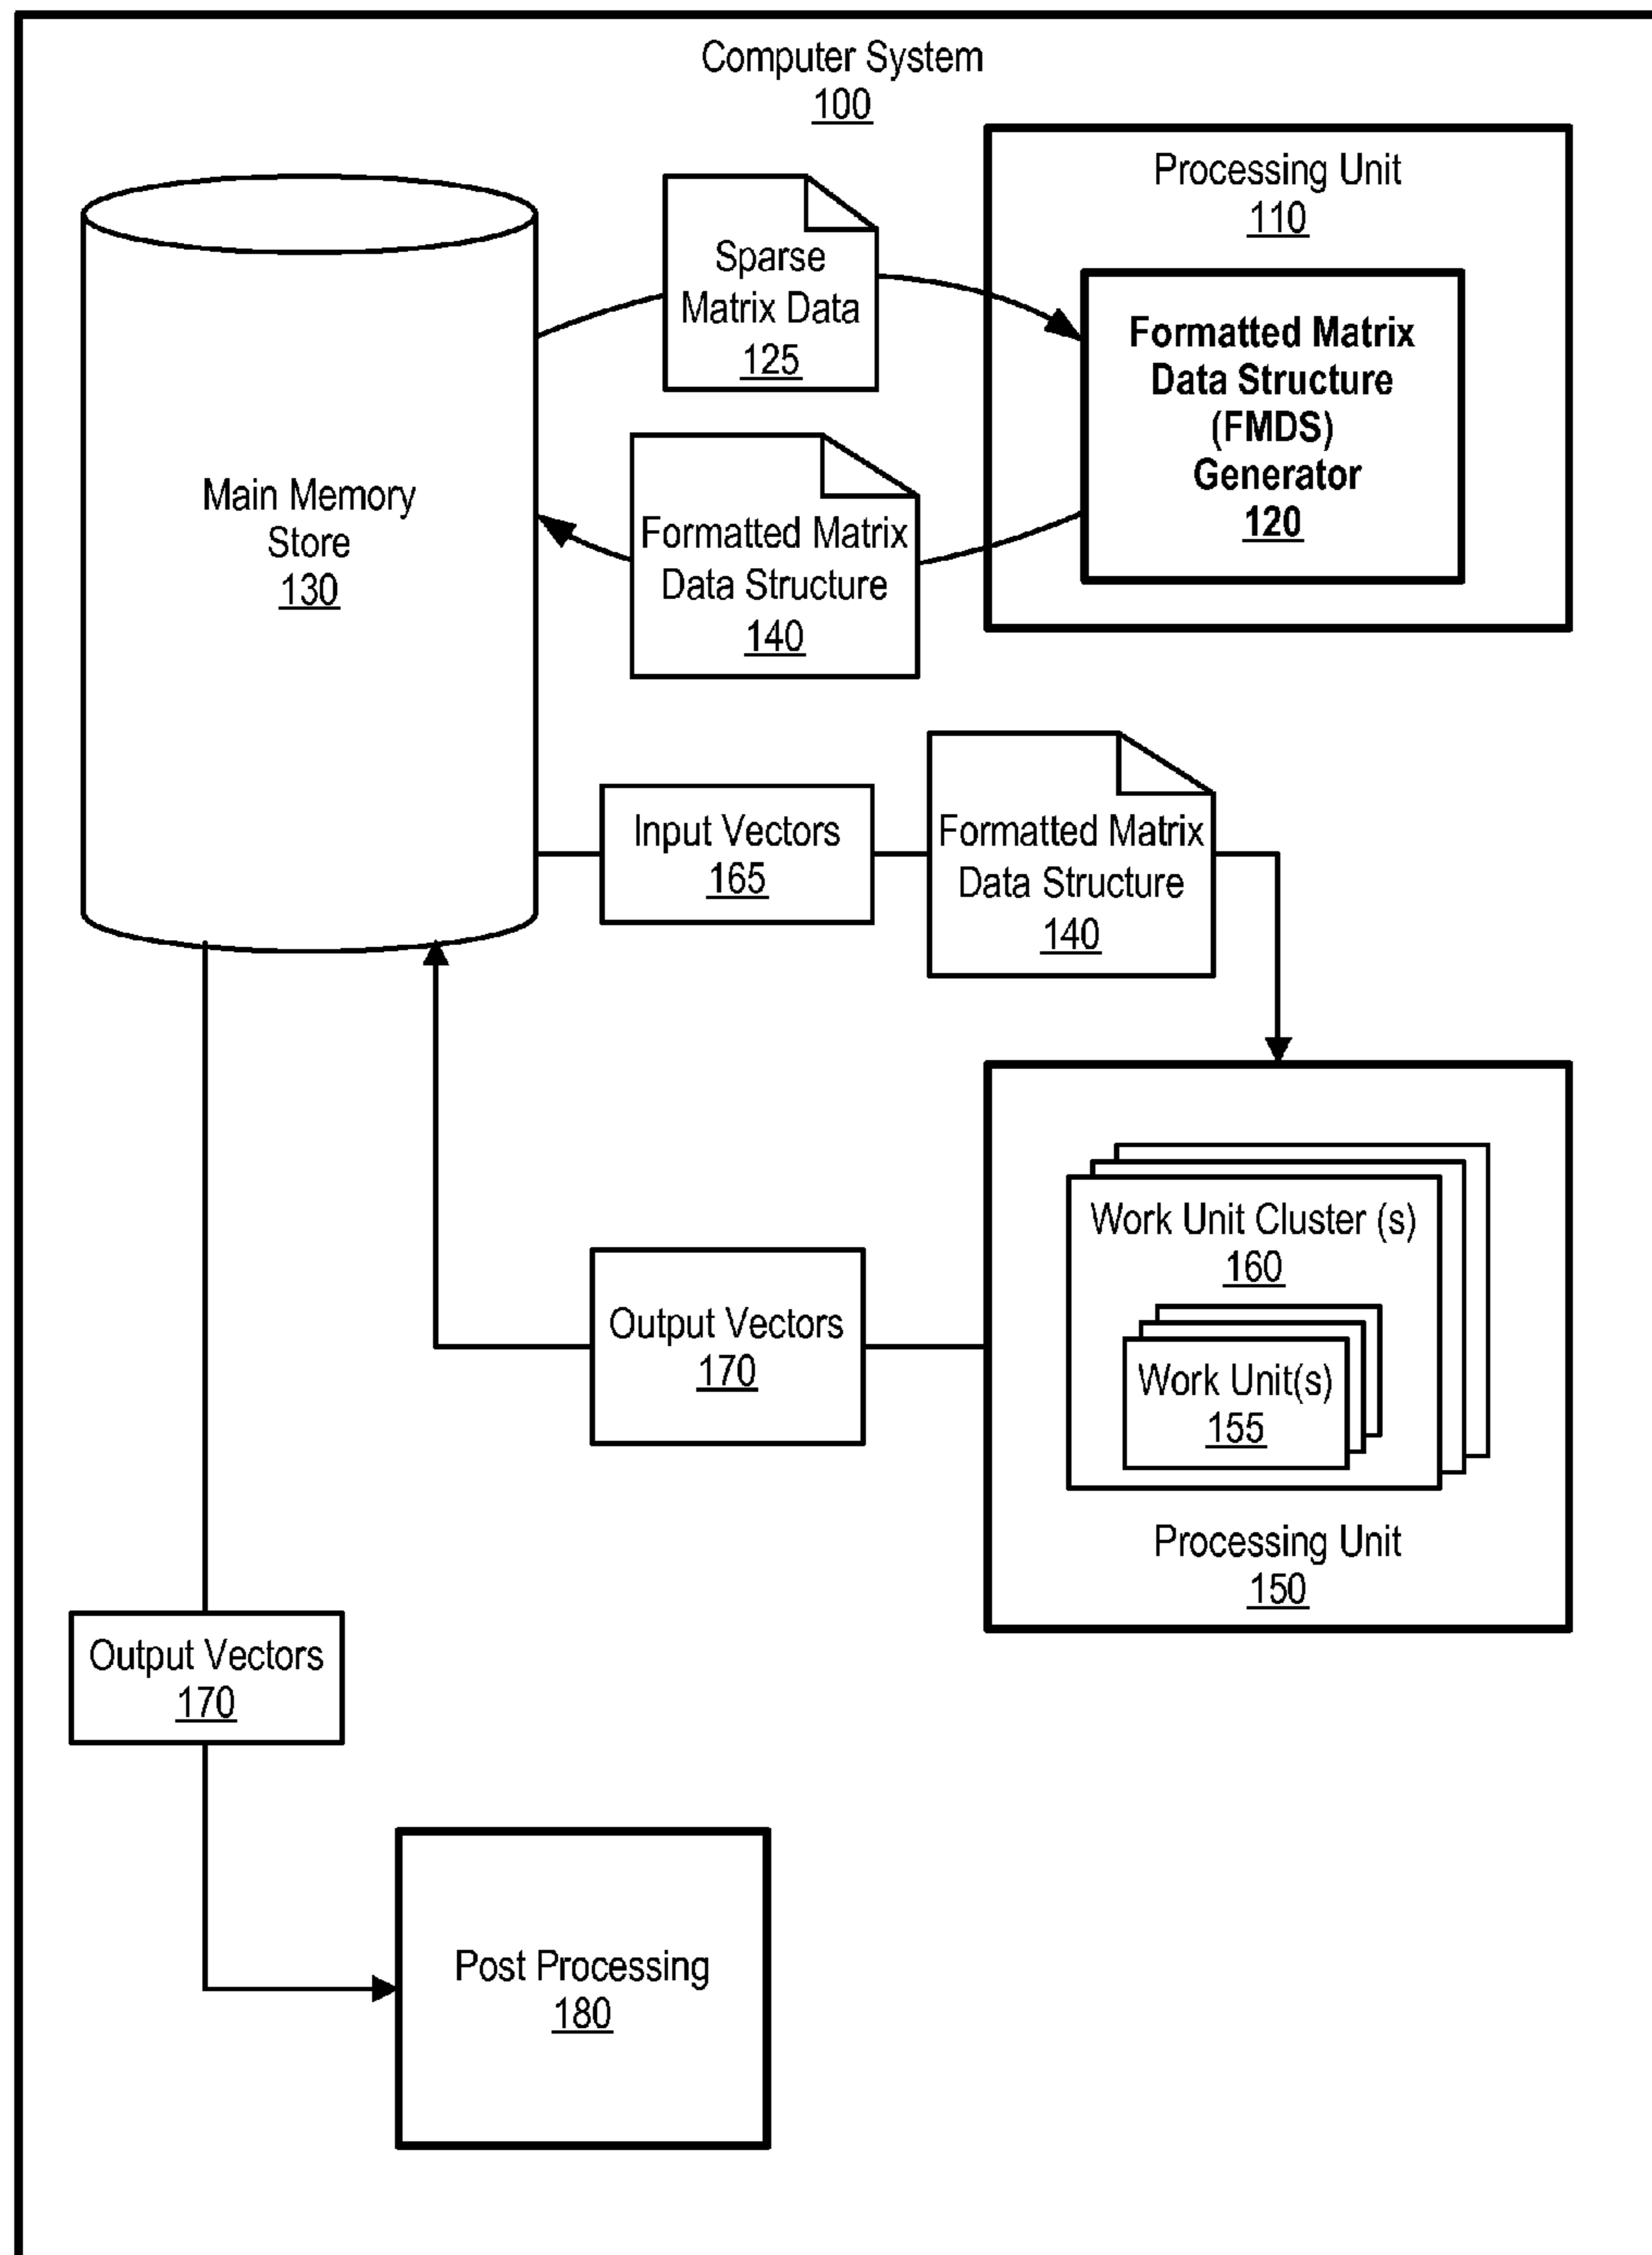 Computer System
100
Processing Unit
110
Sparse
Matrix Data
125
Formatted Matrix
Data Structure
(FMDS)
Generator
120
Main Memory
Store
130
Formatted Matrix
Data Structure
140
Input Vectors
165
Formatted Matrix
Data Structure
140
Work Unit Cluster (s)
160
Output Vectors
170
Work Unit(s)
155
Processing Unit
150
Output Vectors
170
Post Processing
180